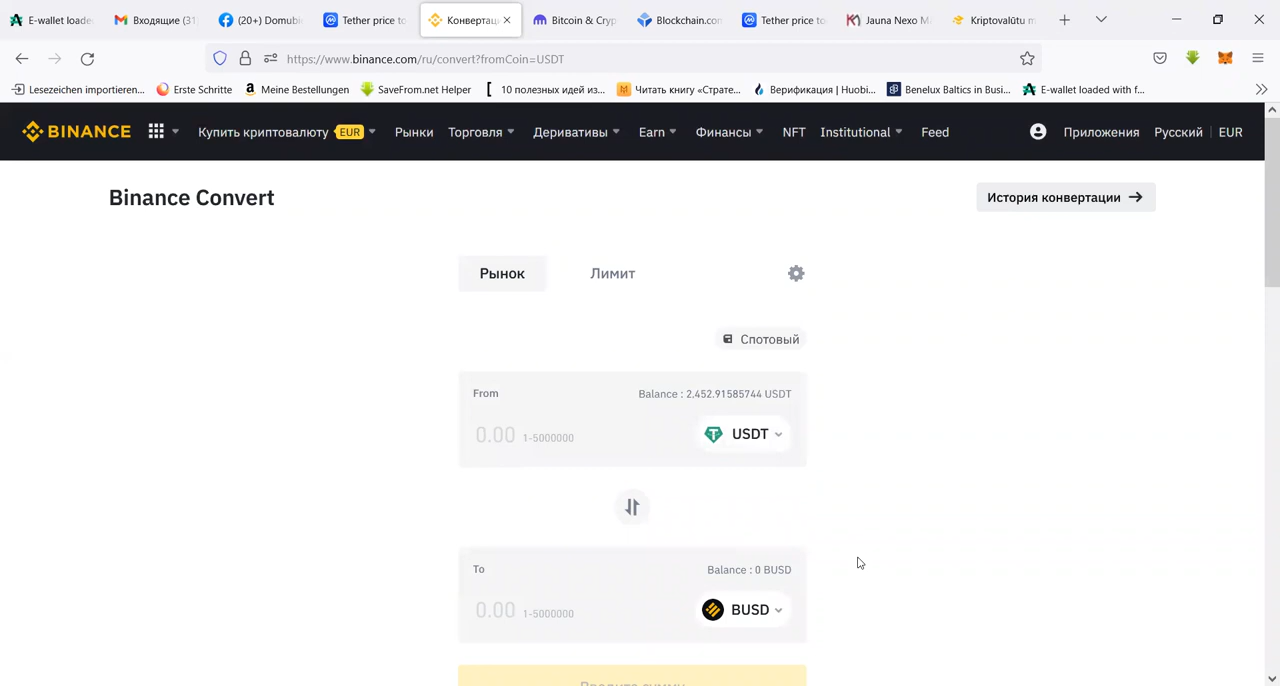 E-wallet loade
Входящие (31
(20+) Domub
Tether price to
Конвертац
Bitcoin & Cryp
Blockchain.com
Tether price to
Jauna Nexo M
Kriptovalūtu m
https://www.binance.com/ru/convert?fromCoin=USDT
Lesezeichen importieren...
Erste Schritte
Meine Bestellungen
SaveFrom.net Helper
10 полезных идей из...
Читать книгу «Страте...
Верификация | Huobi...
Benelux Baltics in Busi...
E-wallet loaded with f...
BINANCE
Купить криптовалюту EUR
Рынки
Торговля
Деривативы
Earn
Финансы
NFT
Institutional
Feed
Приложения
Русский | EUR
Binance Convert
История конвертации
Рынок
Лимит
Спотовый
From
Balance : 2,452.91585744 USDT
0.00 1-5000000
USDT
To
Balance : 0 BUSD
0.00 1-5000000
BUSD
Введите сумму